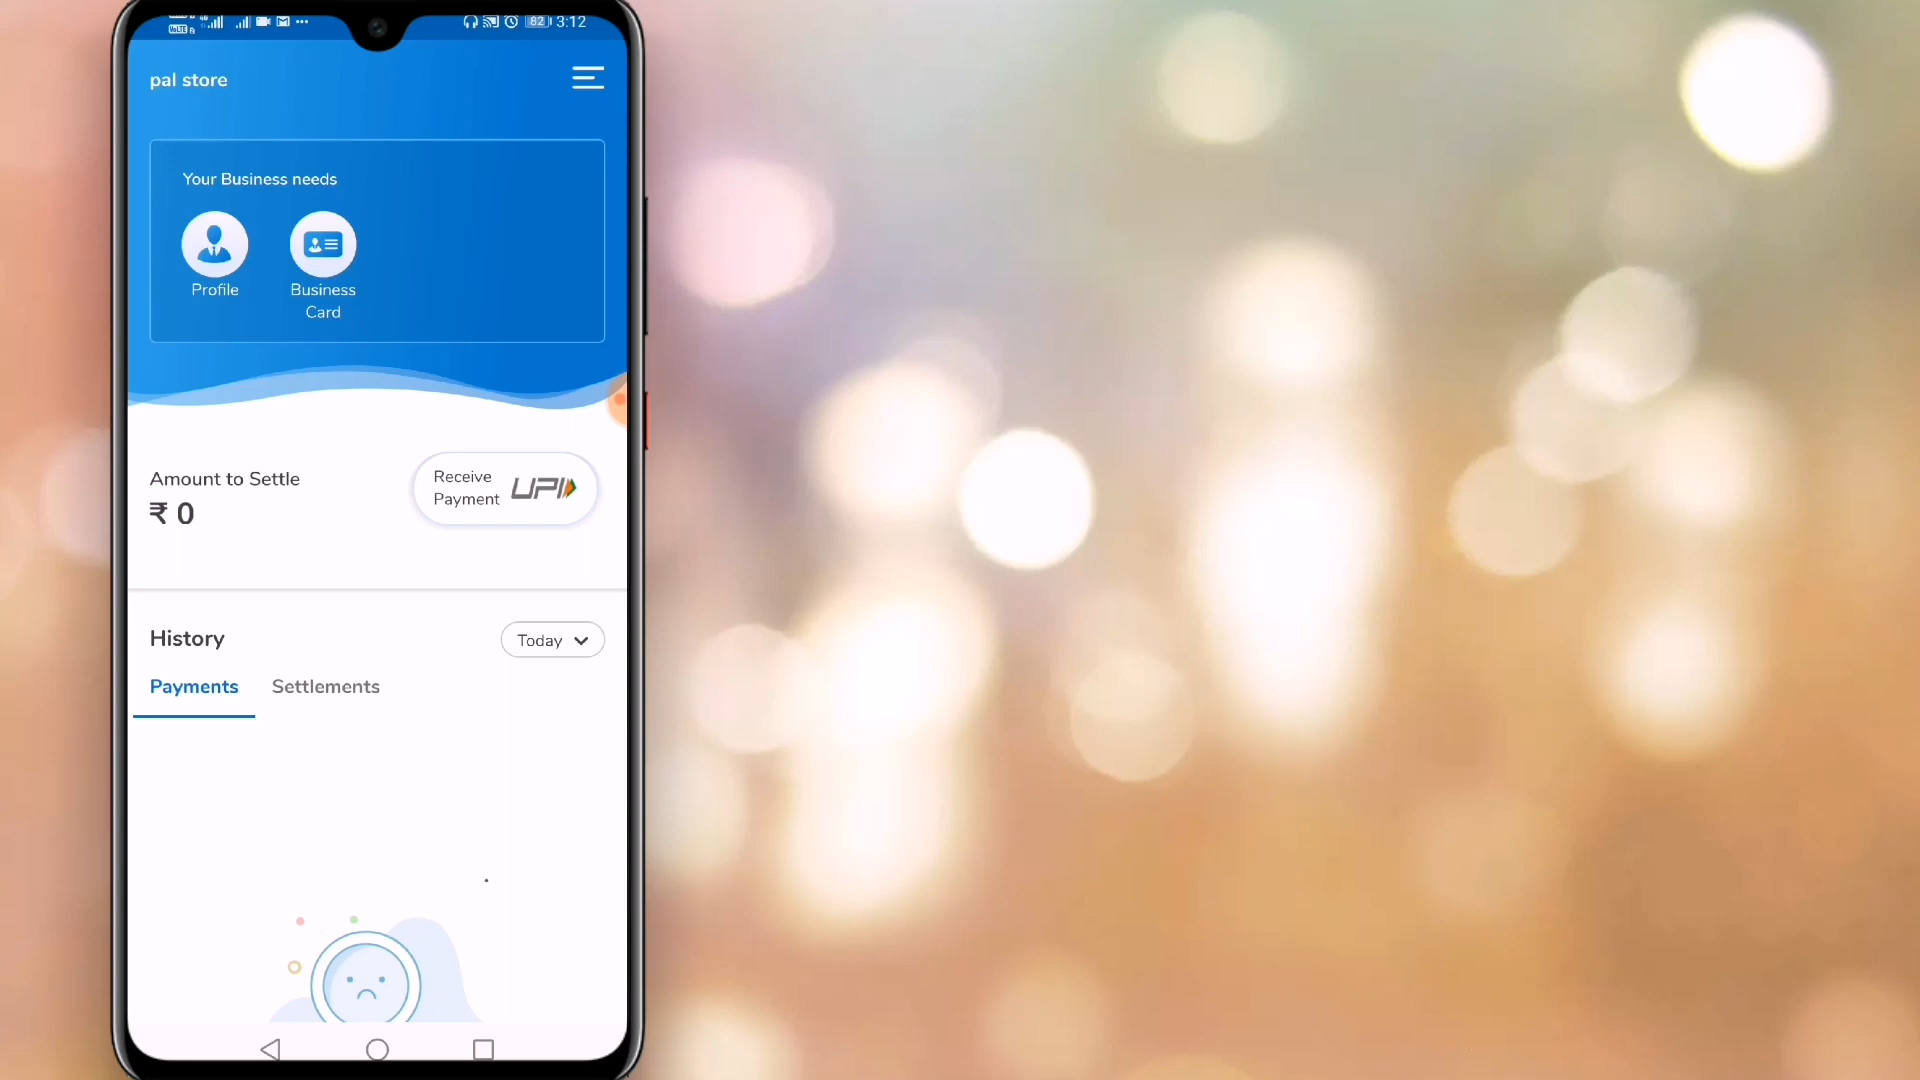 82 3:12
pal store
Your Business needs
Profile
Business
Card
Amount to Settle
₹ 0
Receive
Payment
UPI
History
Today
Payments
Settlements